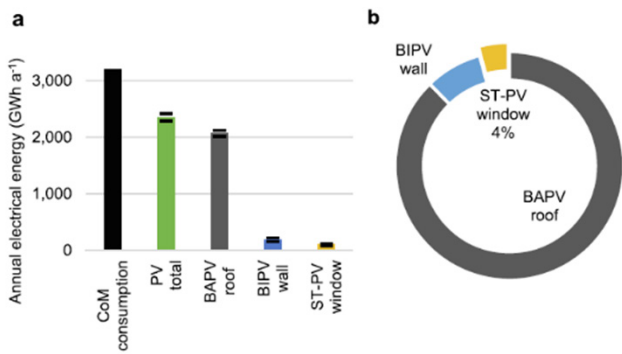 a
Annual electrical energy (GWh a⁻¹)
3,000
2,000
1,000
0
CoM
consumption
PV
total
BAPV
roof
BIPV
wall
ST-PV
window
b
BIPV
wall
ST-PV
window
4%
BAPV
roof